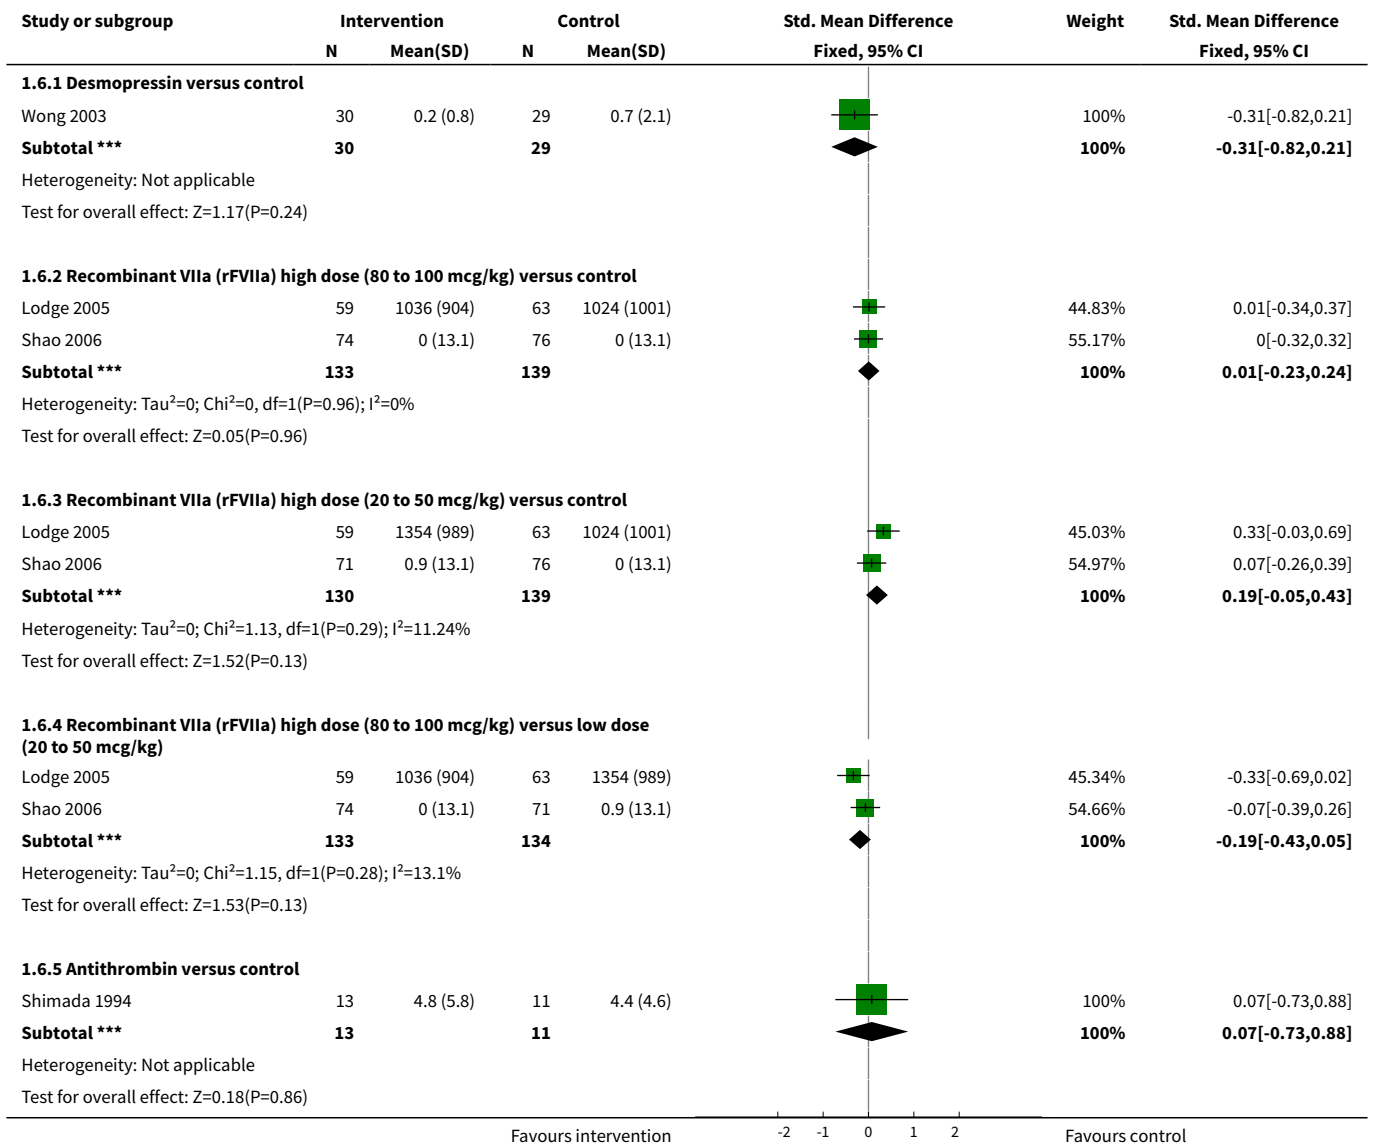 Study or subgroup Intervention Control Std. Mean Difference Weight Std. Mean Difference
N Mean(SD) N Mean(SD) Fixed, 95% CI Fixed, 95% CI
1.6.1 Desmopressin versus control
Wong 2003 30 0.2 (0.8) 29 0.7 (2.1) 100% -0.31[-0.82,0.21]
Subtotal *** 30 29 100% -0.31[-0.82,0.21]
Heterogeneity: Not applicable
Test for overall effect: Z=1.17(P=0.24)
1.6.2 Recombinant VIIa (rFVIIa) high dose (80 to 100 mcg/kg) versus control
Lodge 2005 59 1036 (904) 63 1024 (1001) 44.83% 0.01[-0.34,0.37]
Shao 2006 74 0 (13.1) 76 0 (13.1) 55.17% 0[-0.32,0.32]
Subtotal *** 133 139 100% 0.01[-0.23,0.24]
Heterogeneity: Tau²=0; Chi²=0, df=1(P=0.96); I²=0%
Test for overall effect: Z=0.05(P=0.96)
1.6.3 Recombinant VIIa (rFVIIa) high dose (20 to 50 mcg/kg) versus control
Lodge 2005 59 1354 (989) 63 1024 (1001) 45.03% 0.33[-0.03,0.69]
Shao 2006 71 0.9 (13.1) 76 0 (13.1) 54.97% 0.07[-0.26,0.39]
Subtotal *** 130 139 100% 0.19[-0.05,0.43]
Heterogeneity: Tau²=0; Chi²=1.13, df=1(P=0.29); I²=11.24%
Test for overall effect: Z=1.52(P=0.13)
1.6.4 Recombinant VIIa (rFVIIa) high dose (80 to 100 mcg/kg) versus low dose
(20 to 50 mcg/kg)
Lodge 2005 59 1036 (904) 63 1354 (989) 45.34% -0.33[-0.69,0.02]
Shao 2006 74 0 (13.1) 71 0.9 (13.1) 54.66% -0.07[-0.39,0.26]
Subtotal *** 133 134 100% -0.19[-0.43,0.05]
Heterogeneity: Tau²=0; Chi²=1.15, df=1(P=0.28); I²=13.1%
Test for overall effect: Z=1.53(P=0.13)
1.6.5 Antithrombin versus control
Shimada 1994 13 4.8 (5.8) 11 4.4 (4.6) 100% 0.07[-0.73,0.88]
Subtotal *** 13 11 100% 0.07[-0.73,0.88]
Heterogeneity: Not applicable
Test for overall effect: Z=0.18(P=0.86)
Favours intervention -2 -1 0 1 2 Favours control